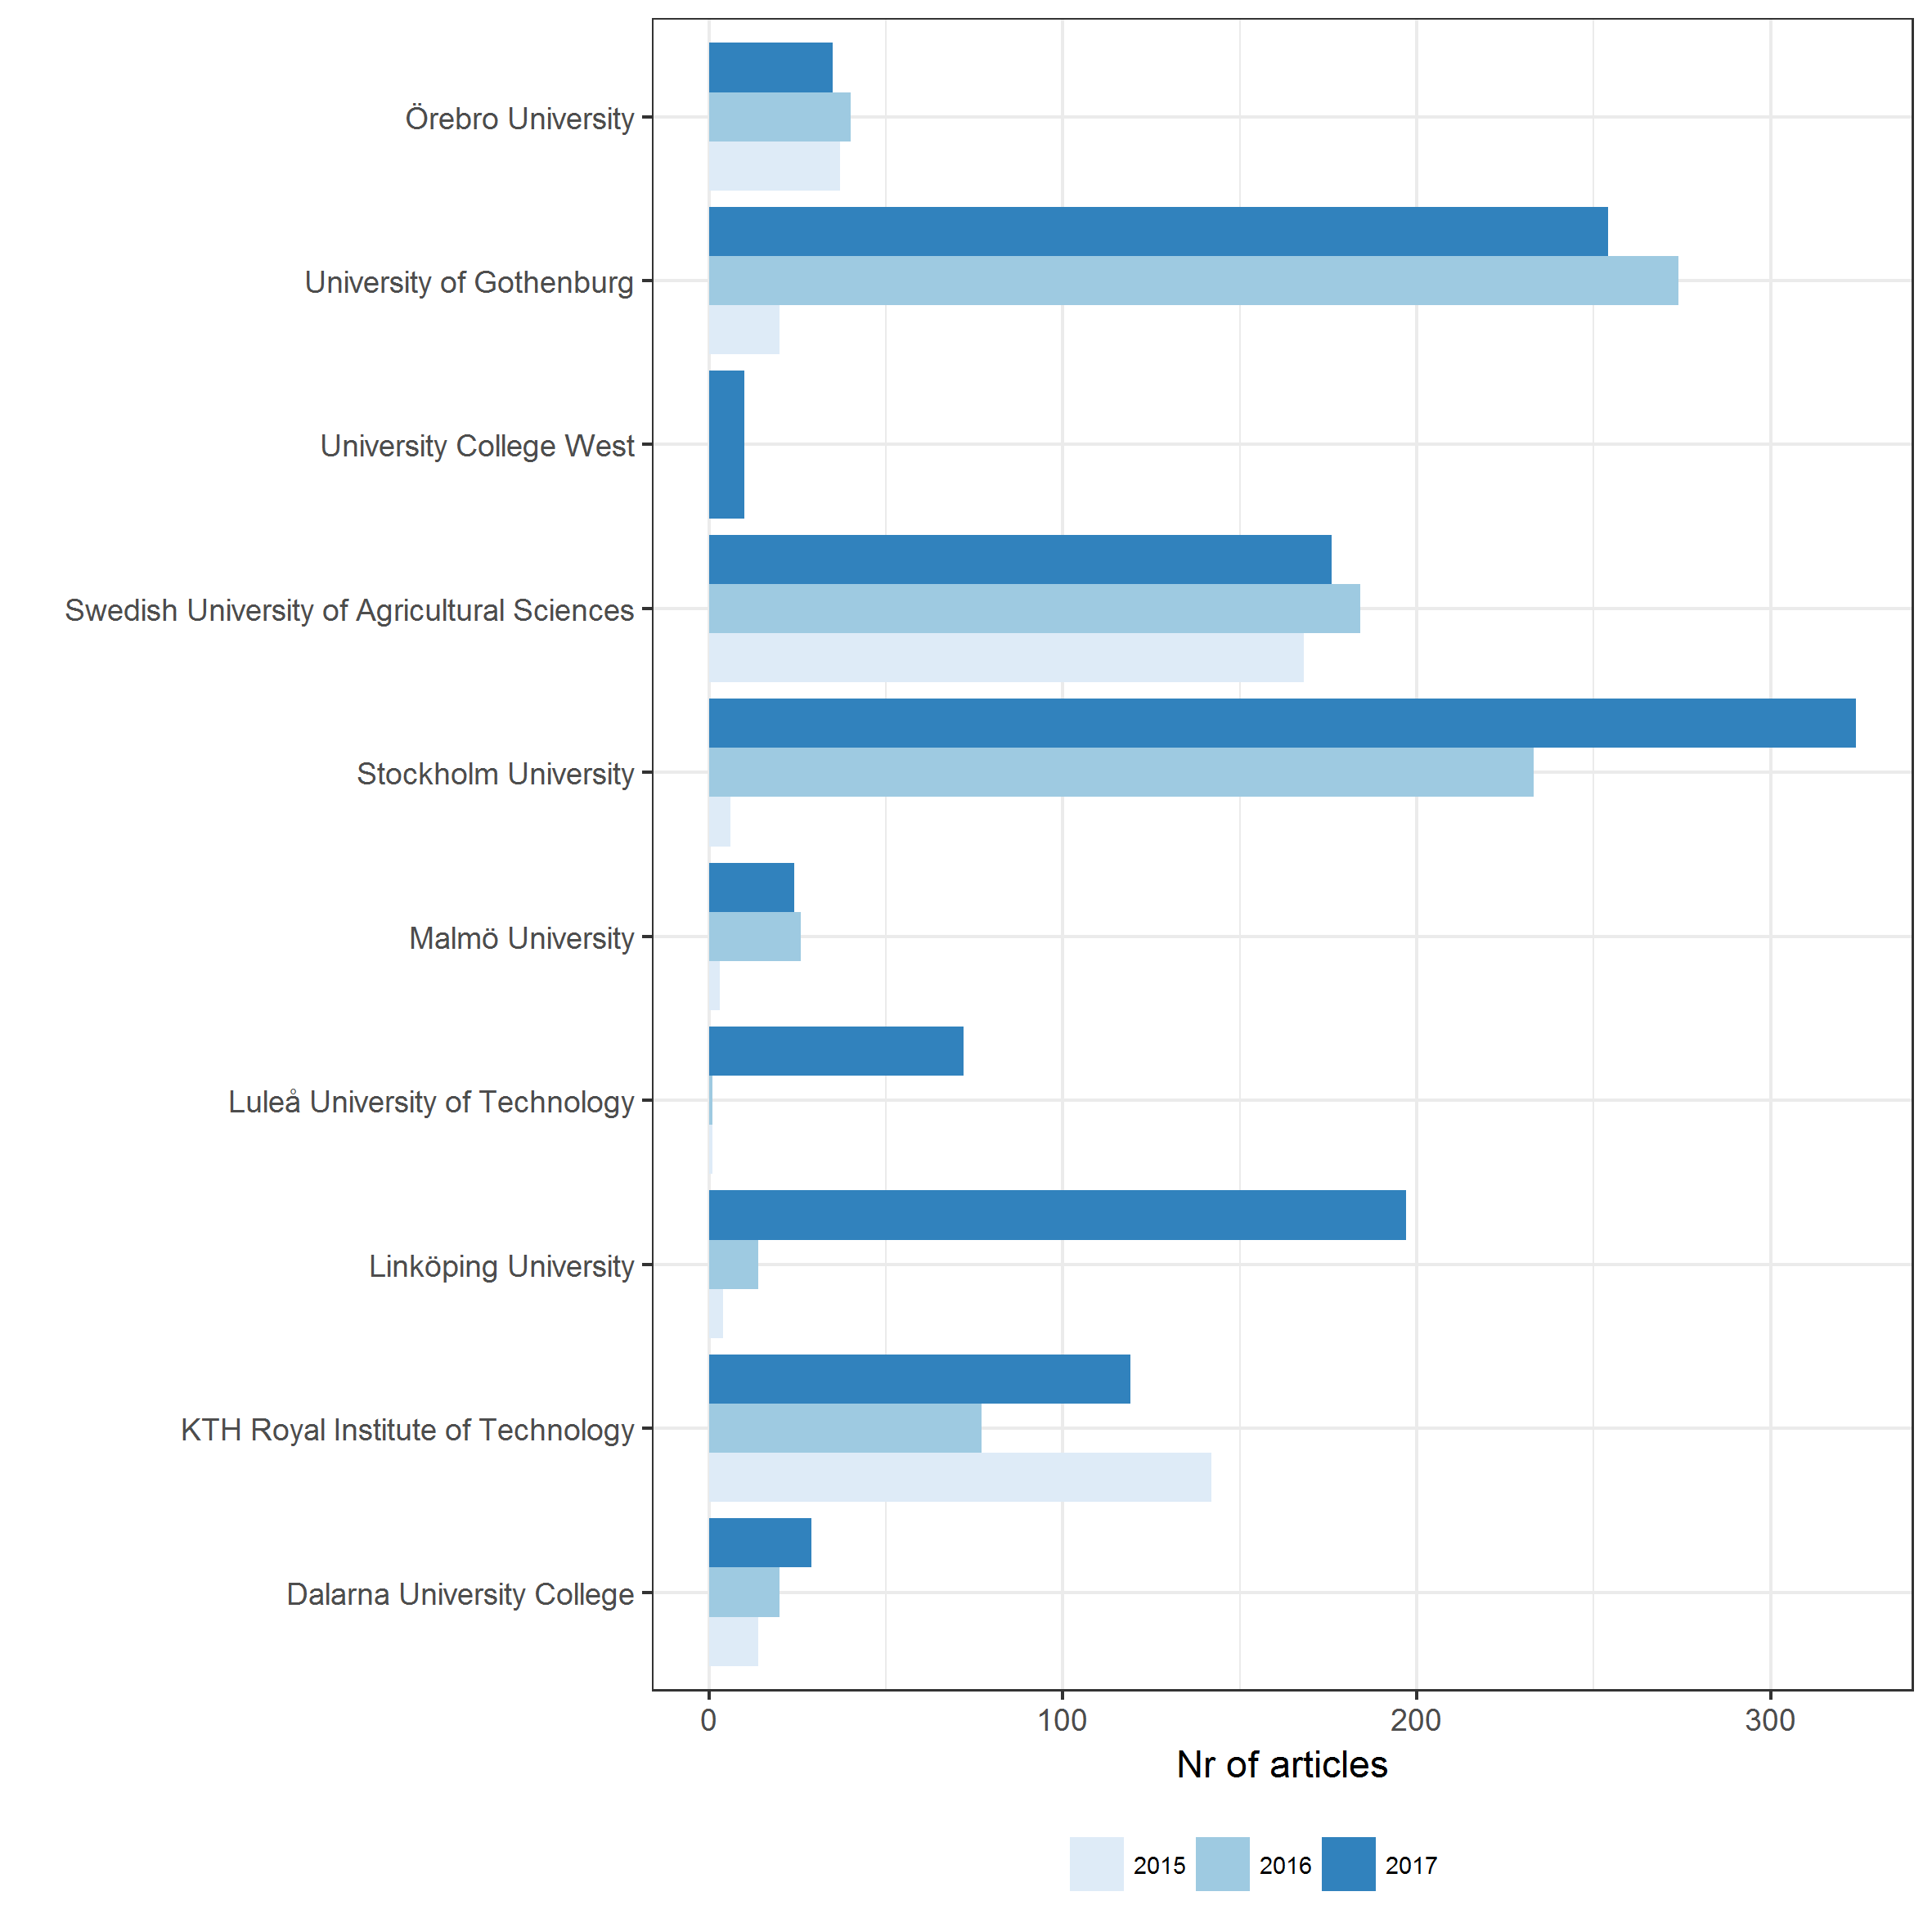 Örebro University
University of Gothenburg
University College West
Swedish University of Agricultural Sciences
Stockholm University
Malmö University
Luleå University of Technology
Linköping University
KTH Royal Institute of Technology
Dalarna University College
0 100 200 300
Nr of articles
2015 2016 2017